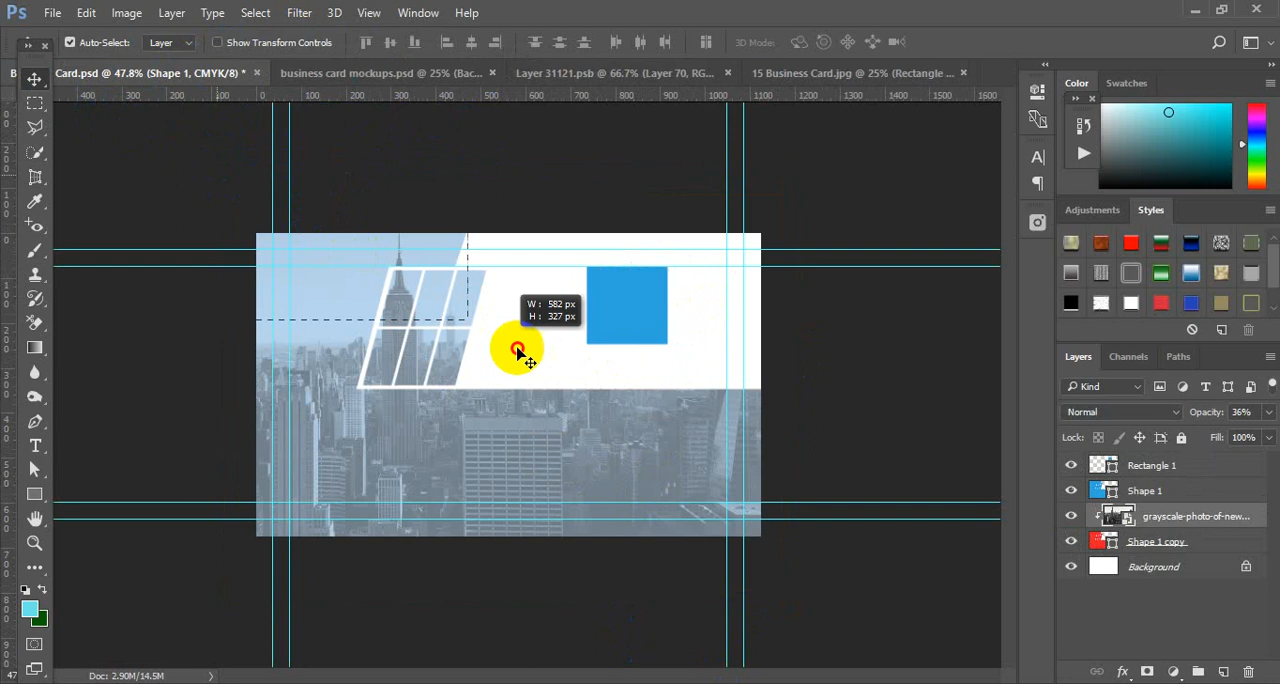 Ps File Edit Image Layer Type Select Filter 3D View Window Help
Auto-Select: Layer Show Transform Controls 3D Mode:
Card.psd @ 47.8% (Shape 1, CMYK/8) * × business card mockups.psd @ 25% (Bac... × Layer 31121.psb @ 66.7% (Layer 70, RG... × 15 Business Card.jpg @ 25% (Rectangle ... ×
400 300 200 100 0 100 200 300 400 500 600 700 800 900 1000 1100 1200 1300 1400 1500 1600
Color Swatches
Adjustments Styles
W: 582 px
H: 327 px
Layers Channels Paths
Kind
Normal Opacity: 36%
Lock: Fill: 100%
Rectangle 1
Shape 1
grayscale-photo-of-new...
Shape 1 copy
Background
47 Doc: 2.90M/14.5M